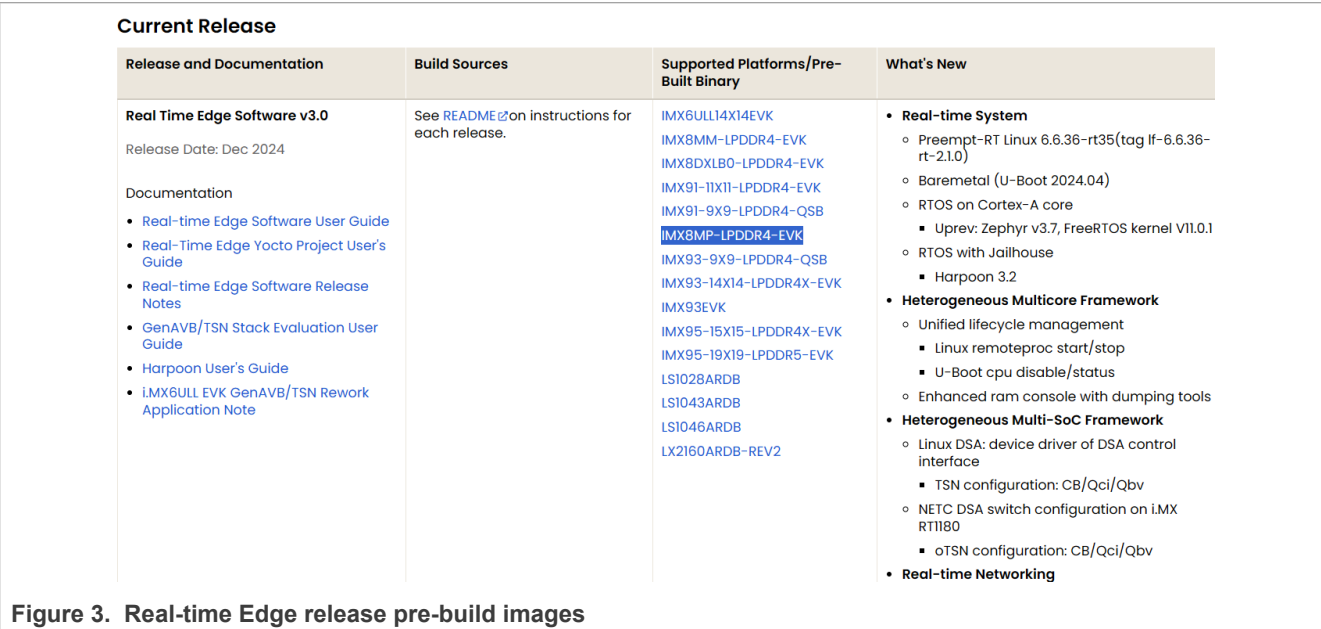 Current Release
Release and Documentation
Build Sources
Supported Platforms/Pre-
Built Binary
What's New
Real Time Edge Software v3.0
Release Date: Dec 2024
Documentation
• Real-time Edge Software User Guide
• Real-Time Edge Yocto Project User's
Guide
• Real-time Edge Software Release
Notes
• GenAVB/TSN Stack Evaluation User
Guide
• Harpoon User's Guide
• i.MX6ULL EVK GenAVB/TSN Rework
Application Note
See README on instructions for
each release.
IMX6ULL14X14EVK
IMX8MM-LPDDR4-EVK
IMX8DXLB0-LPDDR4-EVK
IMX91-11X11-LPDDR4-EVK
IMX91-9X9-LPDDR4-QSB
IMX8MP-LPDDR4-EVK
IMX93-9X9-LPDDR4-QSB
IMX93-14X14-LPDDR4X-EVK
IMX93EVK
IMX95-15X15-LPDDR4X-EVK
IMX95-19X19-LPDDR5-EVK
LS1028ARDB
LS1043ARDB
LS1046ARDB
LX2160ARDB-REV2
• Real-time System
○ Preempt-RT Linux 6.6.36-rt35(tag lf-6.6.36-
rt-2.1.0)
○ Baremetal (U-Boot 2024.04)
○ RTOS on Cortex-A core
▪ Uprev: Zephyr v3.7, FreeRTOS kernel V11.0.1
○ RTOS with Jailhouse
▪ Harpoon 3.2
• Heterogeneous Multicore Framework
○ Unified lifecycle management
▪ Linux remoteproc start/stop
▪ U-Boot cpu disable/status
○ Enhanced ram console with dumping tools
• Heterogeneous Multi-SoC Framework
○ Linux DSA: device driver of DSA control
interface
▪ TSN configuration: CB/Qci/Qbv
○ NETC DSA switch configuration on i.MX
RT1180
▪ oTSN configuration: CB/Qci/Qbv
• Real-time Networking
Figure 3. Real-time Edge release pre-build images